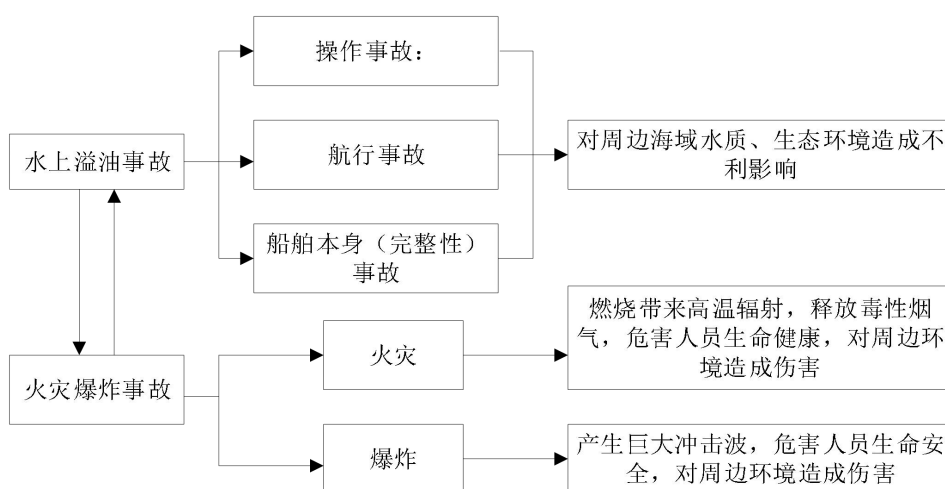 操作事故：
水上溢油事故
航行事故
对周边海域水质、生态环境造成不
利影响
船舶本身（完整性）
事故
火灾爆炸事故
火灾
燃烧带来高温辐射，释放毒性烟
气，危害人员生命健康，对周边环
境造成伤害
爆炸
产生巨大冲击波，危害人员生命安
全，对周边环境造成伤害